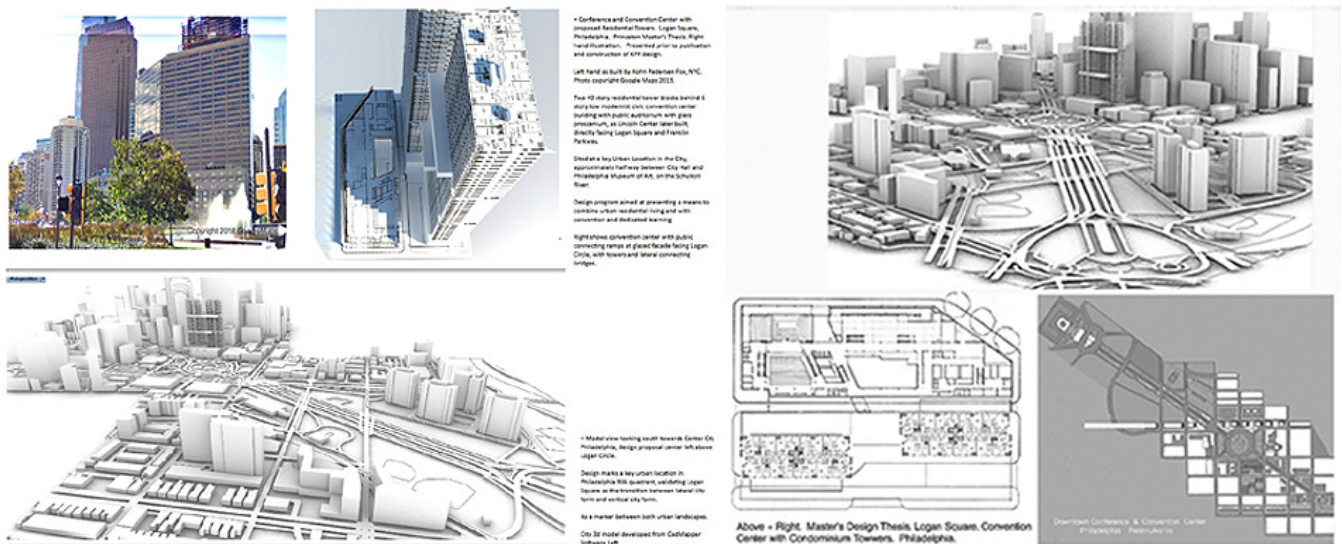 + Conference and Convention Center with
proposed Residential Towers. Logan Square,
Philadelphia. Princeton Master's Thesis. Right
hand illustration. Presented prior to publication
and construction of KPF design.
Left hand as built by Kohn Pedersen Fox, NYC.
Photo copyright Google Maps 2015.
Two 40 story residential tower blocks behind 6
story low modernist civic convention center
building with public auditorium with glass
proscenium, as Lincoln Center later built,
directly facing Logan Square and Franklin
Parkway.
Sited at a key Urban Location in the City,
approximately halfway between City Hall and
Philadelphia Museum of Art, on the Schuylkill
River.
Design program aimed at presenting a means to
combine urban residential living and with
convention and dedicated learning.
Right shows convention center with public
connecting ramps at glazed facade facing Logan
Circle, with towers and lateral connecting
bridges.
Copyright
Perspective
+ Model view looking south towards Center City
Philadelphia, design proposal center left above
Logan Circle.
Design marks a key urban location in
Philadelphia quadrant, validating Logan
Square as the transition between lateral city
form and vertical city form.
As a marker between both urban landscapes.
City 3d model developed from CadMapper
Software. Left.
Above + Right. Master's Design Thesis. Logan Square. Convention
Center with Condominium Towwers. Philadelphia.
Downtown Conference & Convention Center
Philadelphia Pennsylvania